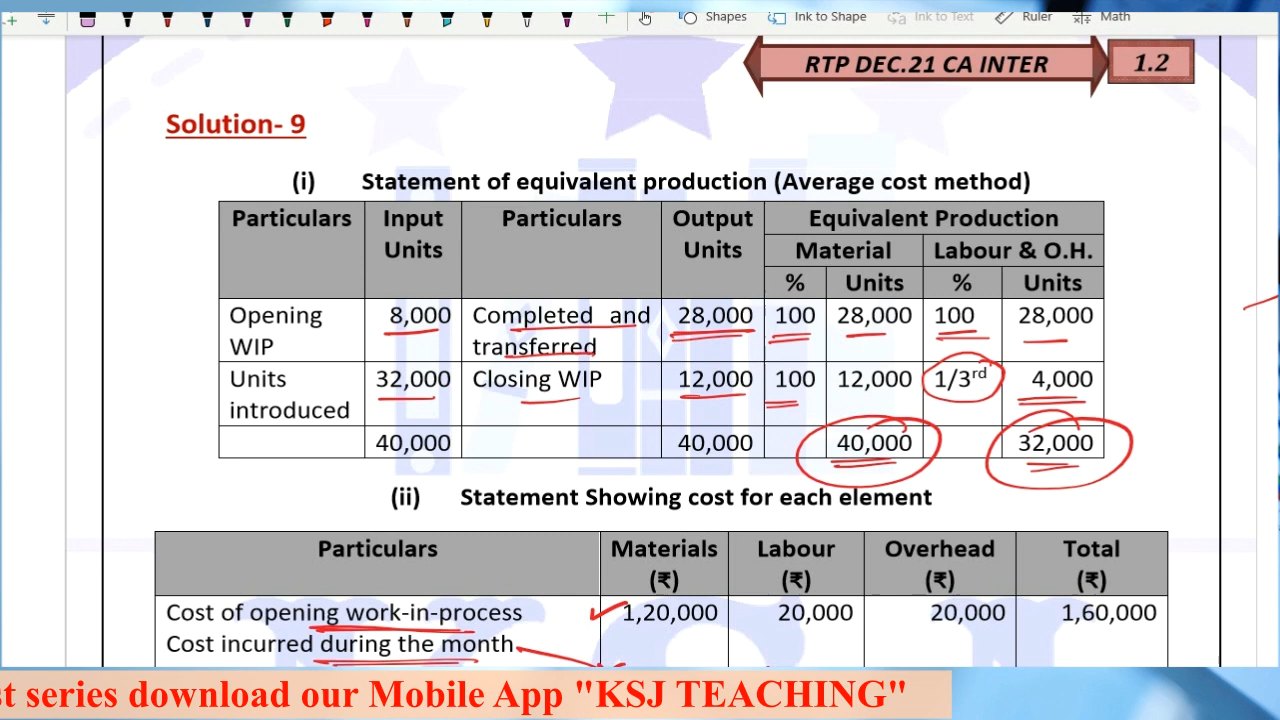 Shapes Ink to Shape Ink to Text Ruler Math
RTP DEC.21 CA INTER 1.2
Solution- 9
(i) Statement of equivalent production (Average cost method)
Particulars Input Particulars Output Equivalent Production
Units Units Material Labour & O.H.
% Units % Units
Opening 8,000 Completed and 28,000 100 28,000 100 28,000
WIP transferred
Units 32,000 Closing WIP 12,000 100 12,000 1/3rd 4,000
introduced
40,000 40,000 40,000 32,000
(ii) Statement Showing cost for each element
Particulars Materials Labour Overhead Total
(₹) (₹) (₹) (₹)
Cost of opening work-in-process 1,20,000 20,000 20,000 1,60,000
Cost incurred during the month
st series download our Mobile App "KSJ TEACHING"